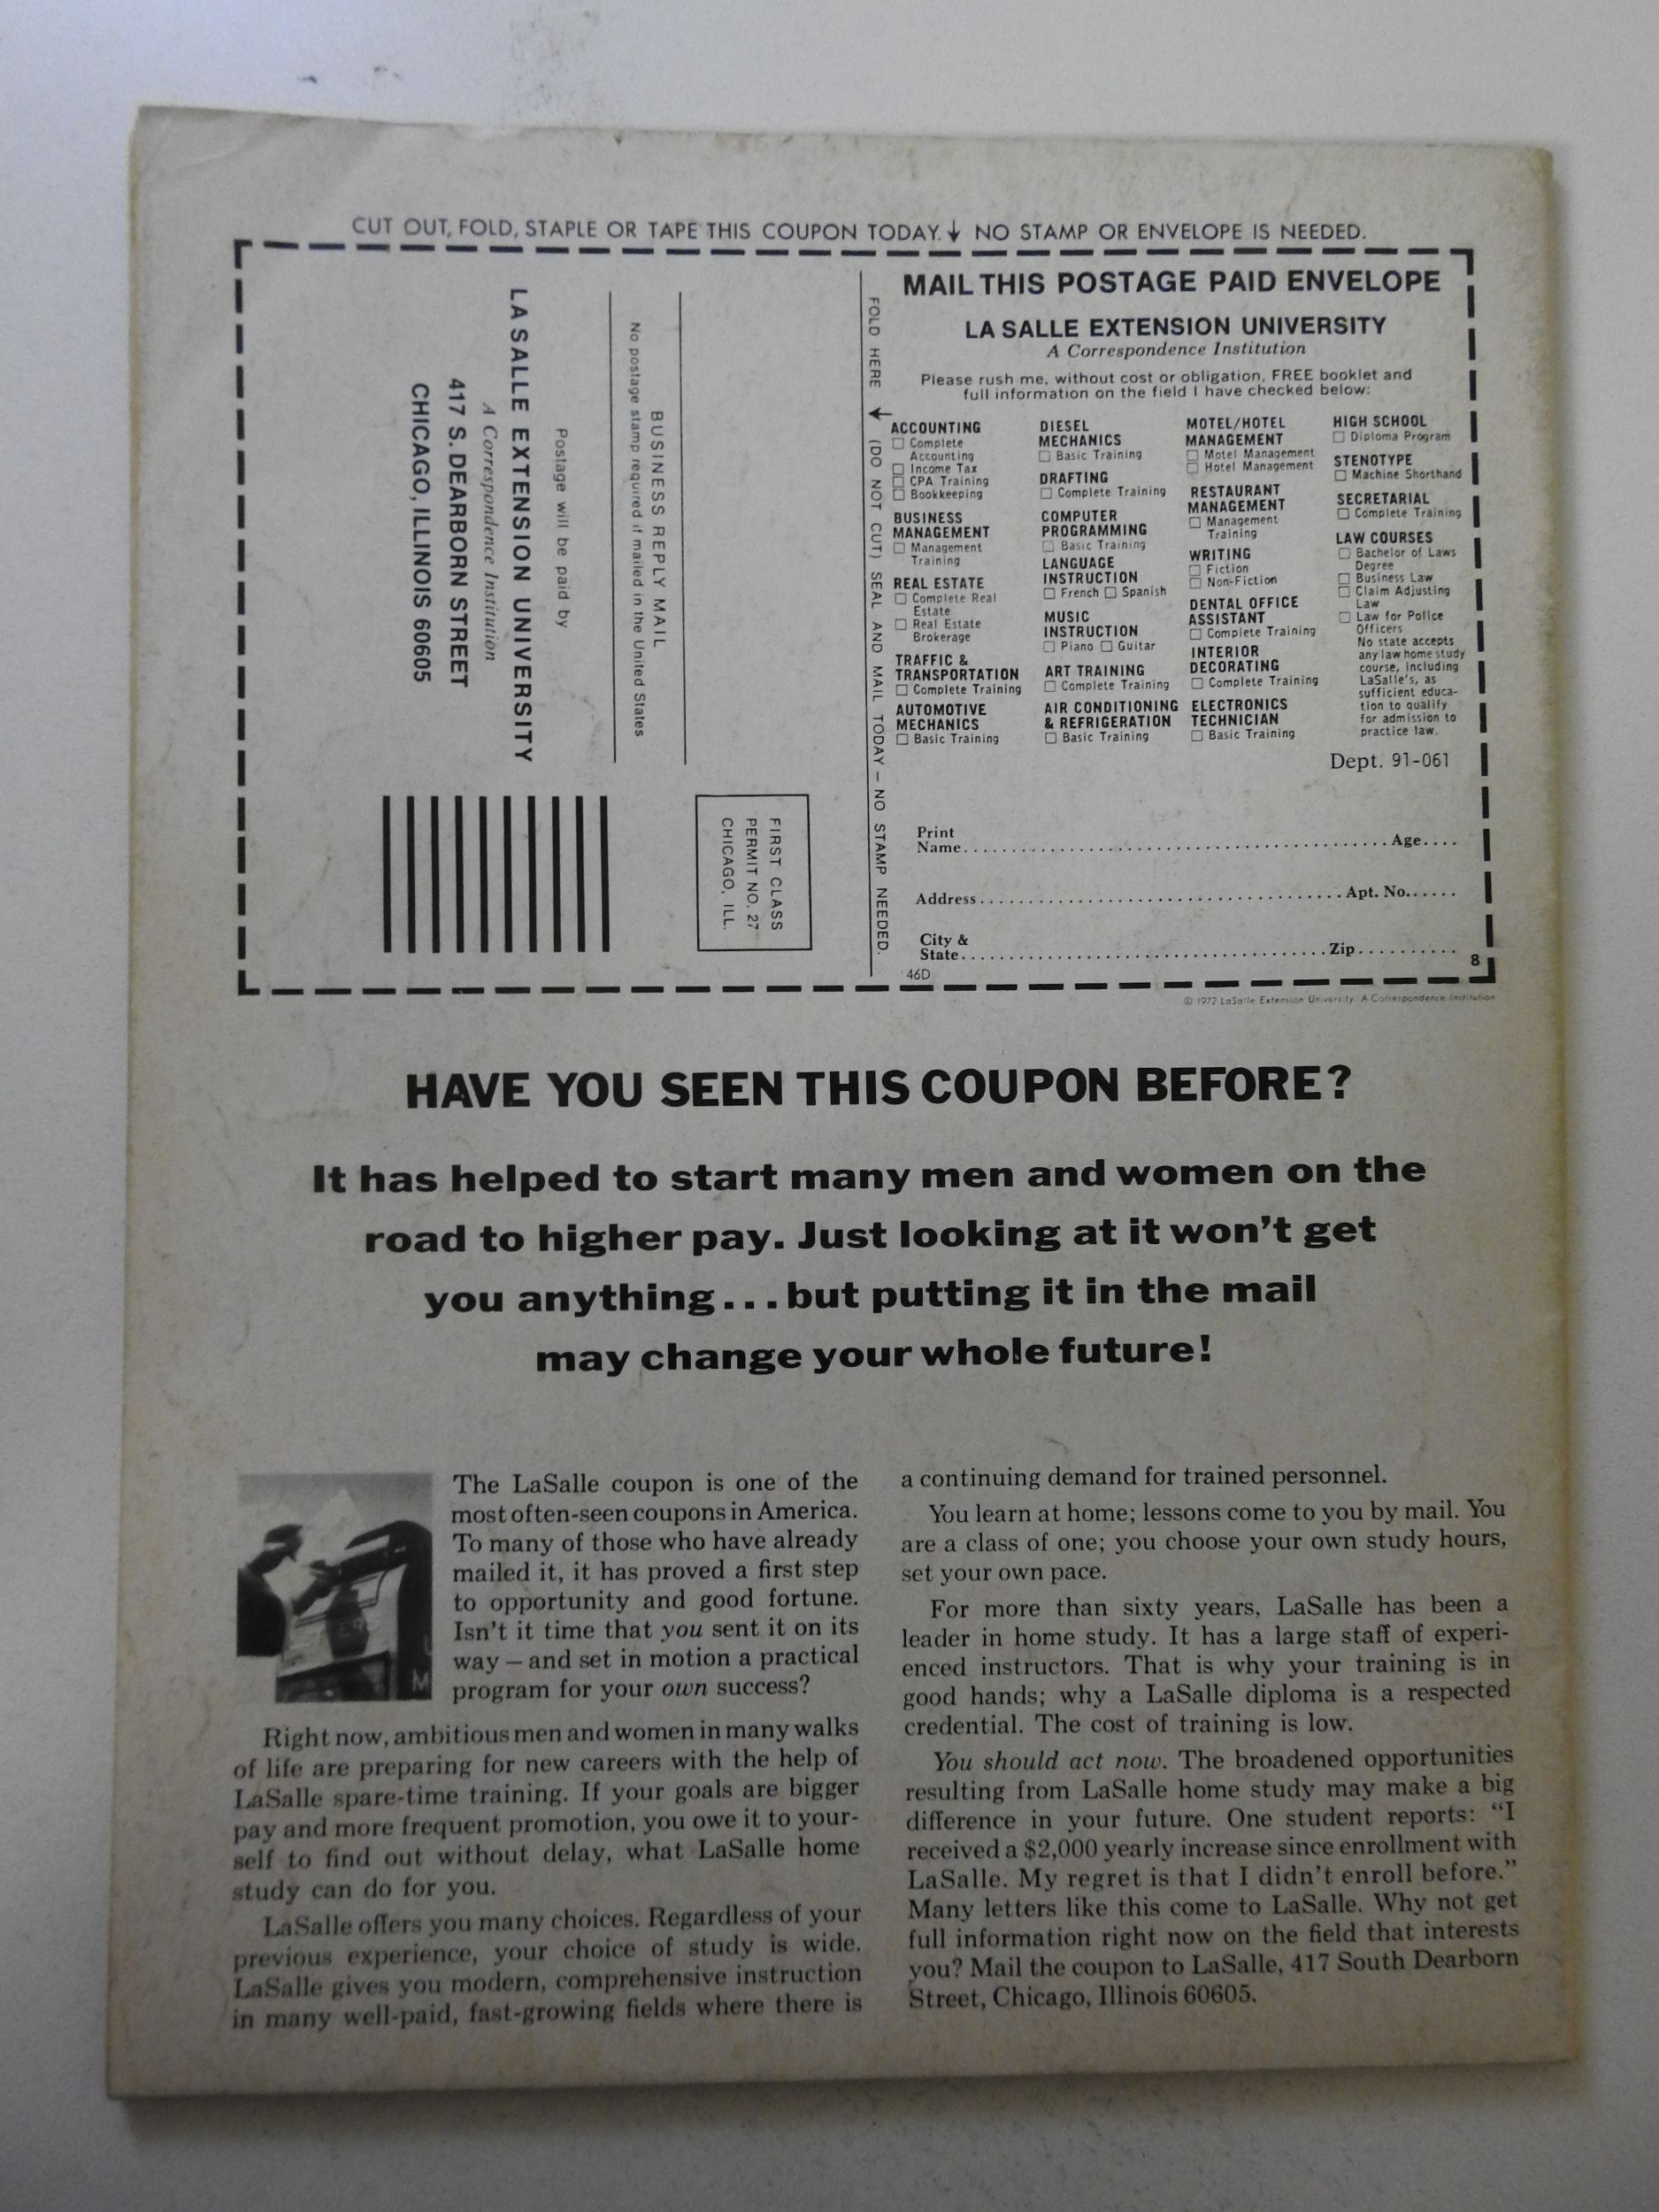 CUT OUT, FOLD, STAPLE OR TAPE THIS COUPON TODAY.↓ NO STAMP OR ENVELOPE IS NEEDED.
LA SALLE EXTENSION UNIVERSITY
A Correspondence Institution
417 S. DEARBORN STREET
CHICAGO, ILLINOIS 60605
Postage will be paid by
No postage stamp required if mailed in the United States
BUSINESS REPLY MAIL
FIRST CLASS
PERMIT NO. 27
CHICAGO, ILL.
FOLD HERE ↓ (DO NOT CUT) SEAL AND MAIL TODAY — NO STAMP NEEDED.
MAIL THIS POSTAGE PAID ENVELOPE
LA SALLE EXTENSION UNIVERSITY
A Correspondence Institution
Please rush me, without cost or obligation, FREE booklet and
full information on the field I have checked below:
ACCOUNTING
☐ Complete
Accounting
☐ Income Tax
☐ CPA Training
☐ Bookkeeping
BUSINESS
MANAGEMENT
☐ Management
Training
REAL ESTATE
☐ Complete Real
Estate
☐ Real Estate
Brokerage
TRAFFIC &
TRANSPORTATION
☐ Complete Training
AUTOMOTIVE
MECHANICS
☐ Basic Training
DIESEL
MECHANICS
☐ Basic Training
DRAFTING
☐ Complete Training
COMPUTER
PROGRAMMING
☐ Basic Training
LANGUAGE
INSTRUCTION
☐ French ☐ Spanish
MUSIC
INSTRUCTION
☐ Piano ☐ Guitar
ART TRAINING
☐ Complete Training
AIR CONDITIONING
& REFRIGERATION
☐ Basic Training
MOTEL/HOTEL
MANAGEMENT
☐ Motel Management
☐ Hotel Management
RESTAURANT
MANAGEMENT
☐ Management
Training
WRITING
☐ Fiction
☐ Non-Fiction
DENTAL OFFICE
ASSISTANT
☐ Complete Training
INTERIOR
DECORATING
☐ Complete Training
ELECTRONICS
TECHNICIAN
☐ Basic Training
HIGH SCHOOL
☐ Diploma Program
STENOTYPE
☐ Machine Shorthand
SECRETARIAL
☐ Complete Training
LAW COURSES
☐ Bachelor of Laws
Degree
☐ Business Law
☐ Claim Adjusting
Law
☐ Law for Police
Officers
No state accepts
any law home study
course, including
LaSalle's, as
sufficient educa-
tion to qualify
for admission to
practice law.
Dept. 91-061
Print
Name..........Age....
Address..........Apt. No......
City &
State..........Zip..........
46D
8
© 1972 LaSalle Extension University. A Correspondence Institution
HAVE YOU SEEN THIS COUPON BEFORE?
It has helped to start many men and women on the
road to higher pay. Just looking at it won't get
you anything...but putting it in the mail
may change your whole future!
The LaSalle coupon is one of the
most often-seen coupons in America.
To many of those who have already
mailed it, it has proved a first step
to opportunity and good fortune.
Isn't it time that you sent it on its
way — and set in motion a practical
program for your own success?
Right now, ambitious men and women in many walks
of life are preparing for new careers with the help of
LaSalle spare-time training. If your goals are bigger
pay and more frequent promotion, you owe it to your-
self to find out without delay, what LaSalle home
study can do for you.
LaSalle offers you many choices. Regardless of your
previous experience, your choice of study is wide.
LaSalle gives you modern, comprehensive instruction
in many well-paid, fast-growing fields where there is
a continuing demand for trained personnel.
You learn at home; lessons come to you by mail. You
are a class of one; you choose your own study hours,
set your own pace.
For more than sixty years, LaSalle has been a
leader in home study. It has a large staff of experi-
enced instructors. That is why your training is in
good hands; why a LaSalle diploma is a respected
credential. The cost of training is low.
You should act now. The broadened opportunities
resulting from LaSalle home study may make a big
difference in your future. One student reports: "I
received a $2,000 yearly increase since enrollment with
LaSalle. My regret is that I didn't enroll before."
Many letters like this come to LaSalle. Why not get
full information right now on the field that interests
you? Mail the coupon to LaSalle, 417 South Dearborn
Street, Chicago, Illinois 60605.